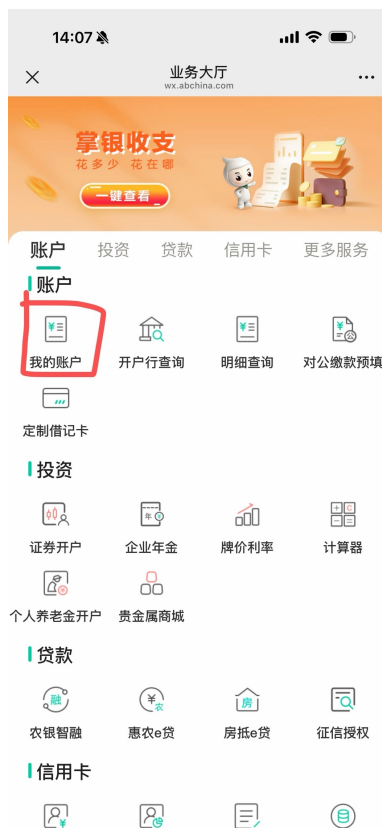 14:07
业务大厅
wx.abchina.com
掌银收支
花多少 花在哪
一键查看
账户 投资 贷款 信用卡 更多服务
账户
我的账户 开户行查询 明细查询 对公缴款预填
定制借记卡
投资
证券开户 企业年金 牌价利率 计算器
个人养老金开户 贵金属商城
贷款
融 农 房
农银智融 惠农e贷 房抵e贷 征信授权
信用卡